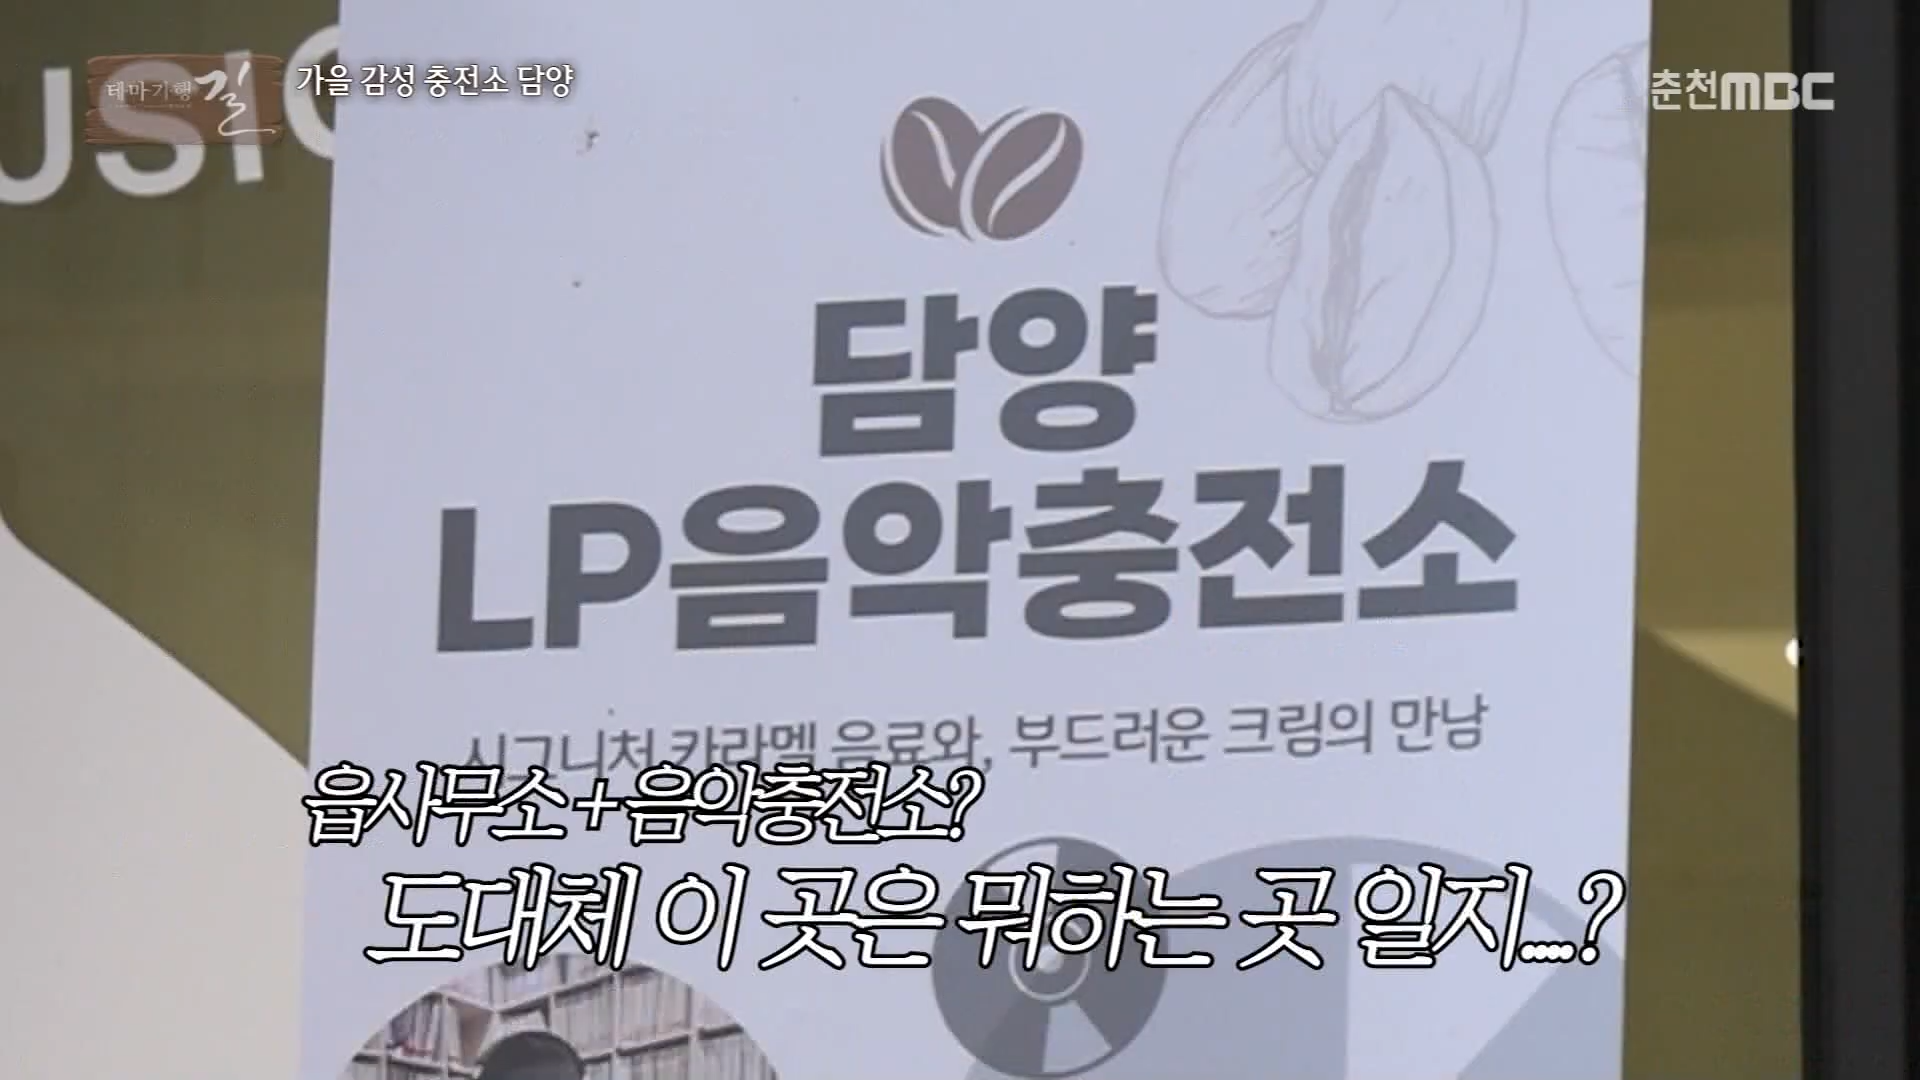 USIC
테마기행 길
가을 감성 충전소 담양
춘천MBC
담양
LP음악충전소
시그니처 카라멜 음료와, 부드러운 크림의 만남
읍사무소 + 음악충전소?
도대체 이 곳은 뭐하는 곳 일지....?